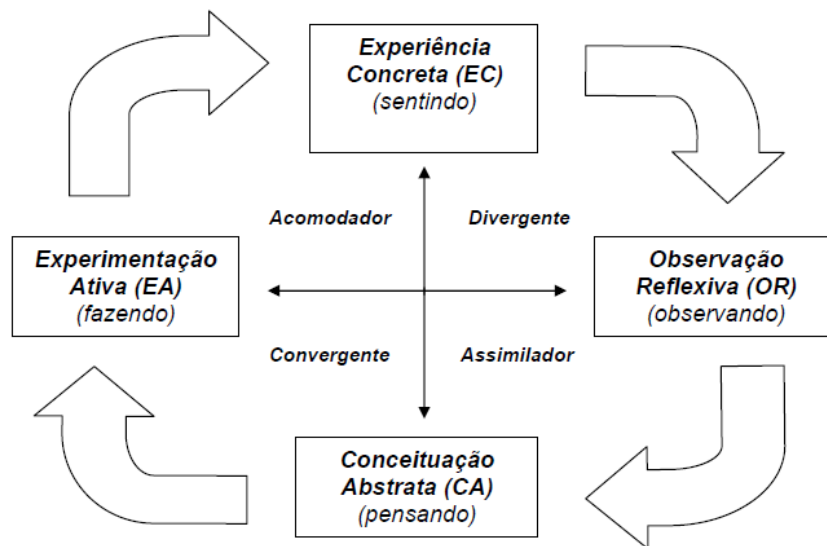 Experiência
Concreta (EC)
(sentindo)
Acomodador
Divergente
Experimentação
Ativa (EA)
(fazendo)
Observação
Reflexiva (OR)
(observando)
Convergente
Assimilador
Conceituação
Abstrata (CA)
(pensando)